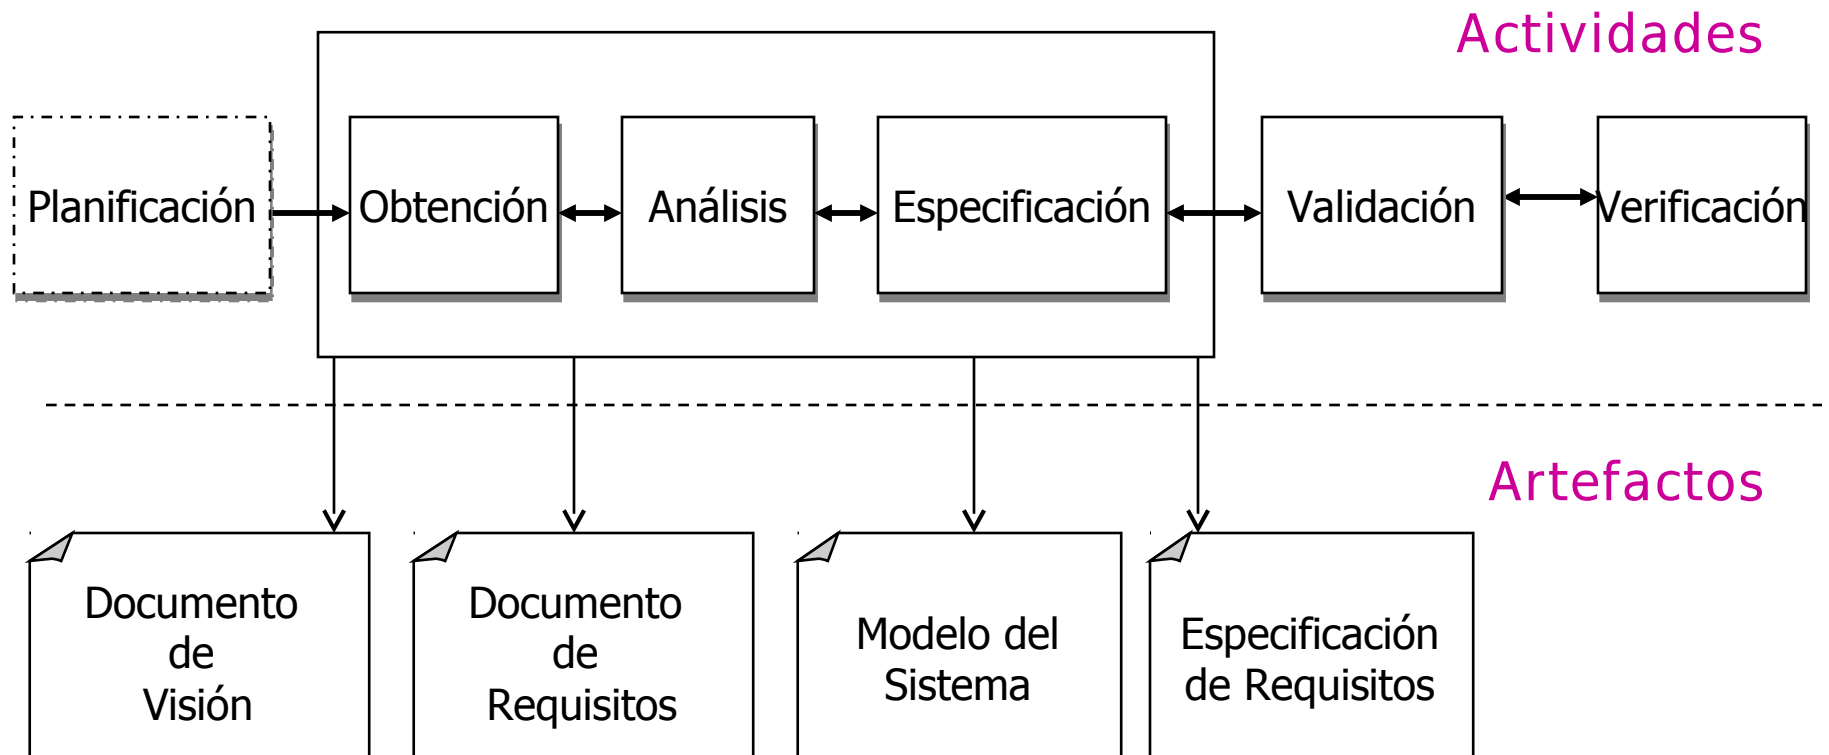 Actividades
Planificación
Obtención
Análisis
Especificación
Validación
Verificación
Artefactos
Documento
de
Visión
Documento
de
Requisitos
Modelo del
Sistema
Especificación
de Requisitos